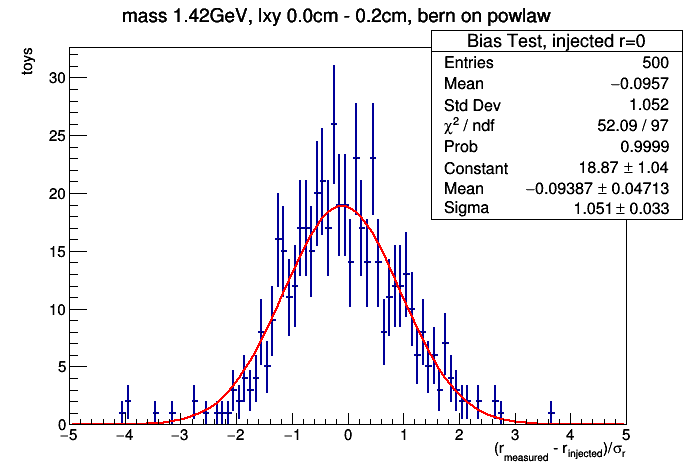 mass 1.42GeV, lxy 0.0cm - 0.2cm, bern on powlaw
toys
Bias Test, injected r=0
Entries 500
Mean −0.0957
Std Dev 1.052
χ² / ndf 52.09 / 97
Prob 0.9999
Constant 18.87 ± 1.04
Mean −0.09387 ± 0.04713
Sigma 1.051 ± 0.033
30
25
20
15
10
5
0
−5 −4 −3 −2 −1 0 1 2 3 4 5
(r_measured - r_injected)/σ_r